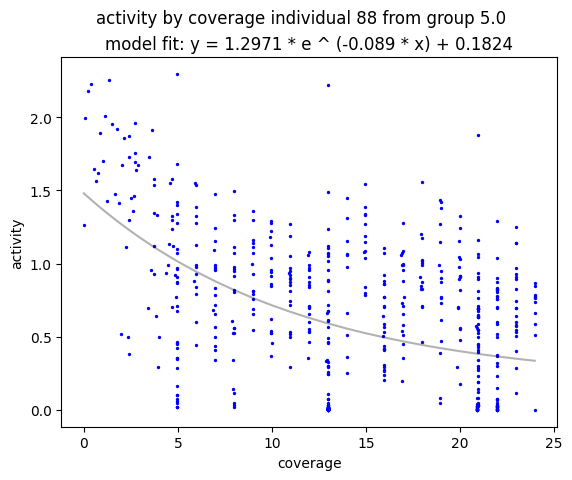 activity by coverage individual 88 from group 5.0
model fit: y = 1.2971 * e ^ (-0.089 * x) + 0.1824
2.0
1.5
1.0
0.5
0.0
activity
0 5 10 15 20 25
coverage